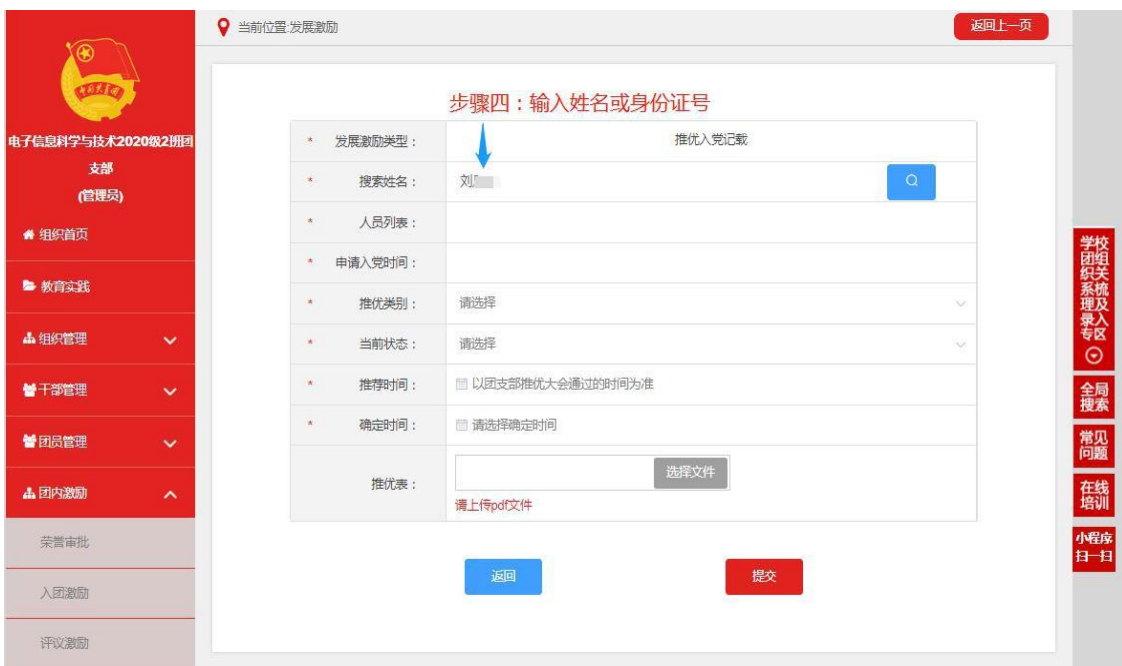 当前位置:发展激励
返回上一页
中国共青团
电子信息科学与技术2020级2班团
支部
(管理员)
组织首页
教育实践
组织管理
干部管理
团员管理
团内激励
荣誉审批
入团激励
评议激励
步骤四：输入姓名或身份证号
* 发展激励类型： 推优入党记载
* 搜索姓名： 刘
* 人员列表：
* 申请入党时间：
* 推优类别： 请选择
* 当前状态： 请选择
* 推荐时间： 以团支部推优大会通过的时间为准
* 确定时间： 请选择确定时间
推优表： 选择文件
请上传pdf文件
返回 提交
学校团组织关系梳理及录入专区
全局
搜索
常见
问题
在线
培训
小程序
扫一扫